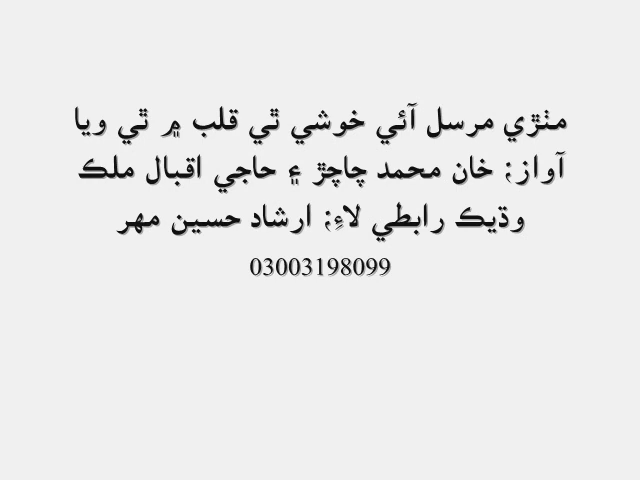 مٺڙي مرسل آئي خوشي ٿي قلب ۾ ٿي ويا
آواز: خان محمد چاچڙ ۽ حاجي اقبال ملڪ
وڌيڪ رابطي لاءِ: ارشاد حسين مهر
03003198099